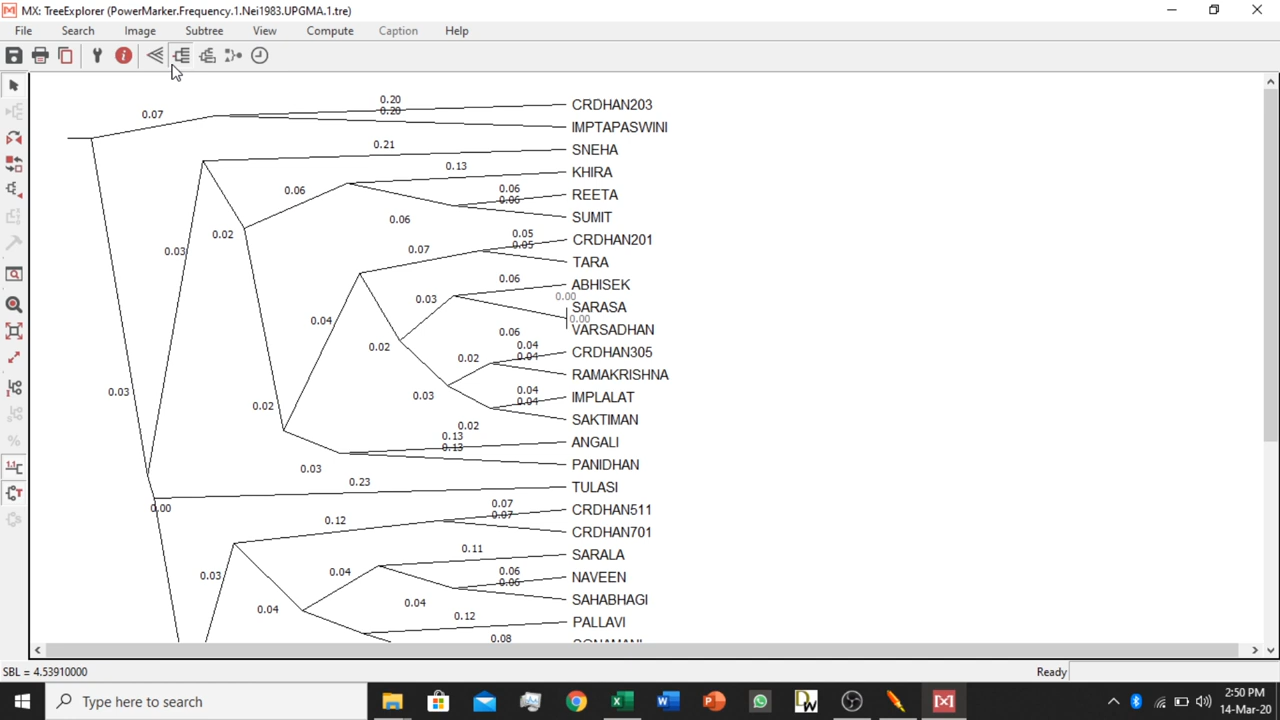 MX: TreeExplorer (PowerMarker.Frequency.1.Nei1983.UPGMA.1.tre)
File Search Image Subtree View Compute Caption Help
0.20
CRDHAN203
0.07
0.20
IMPTAPASWINI
0.21
SNEHA
0.13
KHIRA
0.06
0.06
REETA
0.06
0.06
SUMIT
0.02
0.05
CRDHAN201
0.03
0.07
0.05
TARA
0.06
ABHISEK
0.03
0.00
SARASA
0.04
0.00
0.06
VARSADHAN
0.02
0.04
CRDHAN305
0.02
0.04
RAMAKRISHNA
0.03
0.03
0.04
IMPLALAT
0.04
0.02
SAKTIMAN
0.02
0.13
ANGALI
0.13
0.03
PANIDHAN
0.23
TULASI
0.00
0.07
CRDHAN511
0.12
0.07
CRDHAN701
0.11
SARALA
0.03
0.04
0.06
NAVEEN
0.06
0.04
0.04
SAHABHAGI
0.12
PALLAVI
0.08
SBL = 4.53910000
Ready
Type here to search
2:50 PM
14-Mar-20